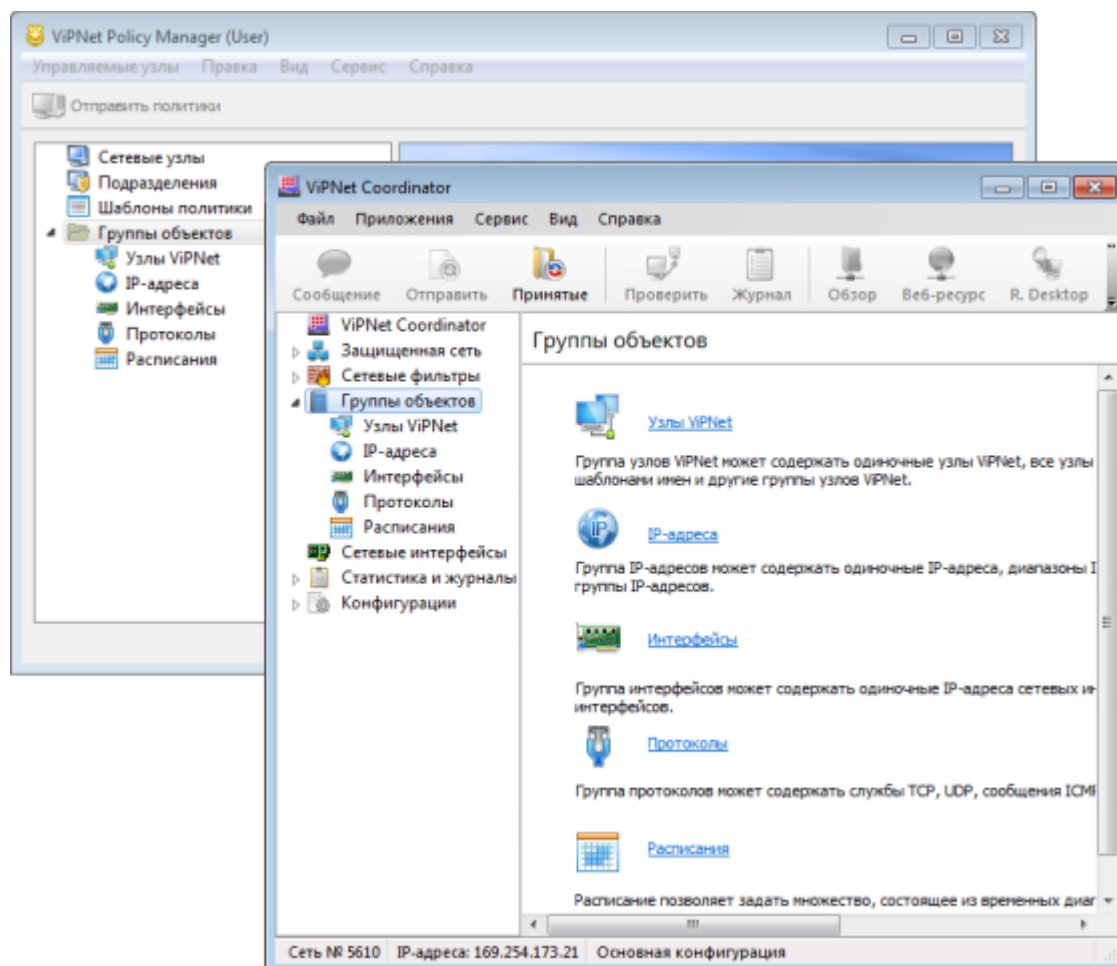 ViPNet Policy Manager (User)
Управляемые узлы Правка Вид Сервис Справка
Отправить политики
Сетевые узлы
Подразделения
Шаблоны политики
Группы объектов
Узлы ViPNet
IP-адреса
Интерфейсы
Протоколы
Расписания
ViPNet Coordinator
Файл Приложения Сервис Вид Справка
Сообщение Отправить Принятые Проверить Журнал Обзор Веб-ресурс R. Desktop
ViPNet Coordinator
Защищенная сеть
Сетевые фильтры
Группы объектов
Узлы ViPNet
IP-адреса
Интерфейсы
Протоколы
Расписания
Сетевые интерфейсы
Статистика и журналы
Конфигурации
Группы объектов
Узлы ViPNet
Группа узлов ViPNet может содержать одиночные узлы ViPNet, все узлы
шаблонами имен и другие группы узлов ViPNet.
IP-адреса
Группа IP-адресов может содержать одиночные IP-адреса, диапазоны
группы IP-адресов.
Интерфейсы
Группа интерфейсов может содержать одиночные IP-адреса сетевых
интерфейсов.
Протоколы
Группа протоколов может содержать службы TCP, UDP, сообщения
Расписания
Расписание позволяет задать множество, состоящее из временных
Сеть № 5610 IP-адреса: 169.254.173.21 Основная конфигурация